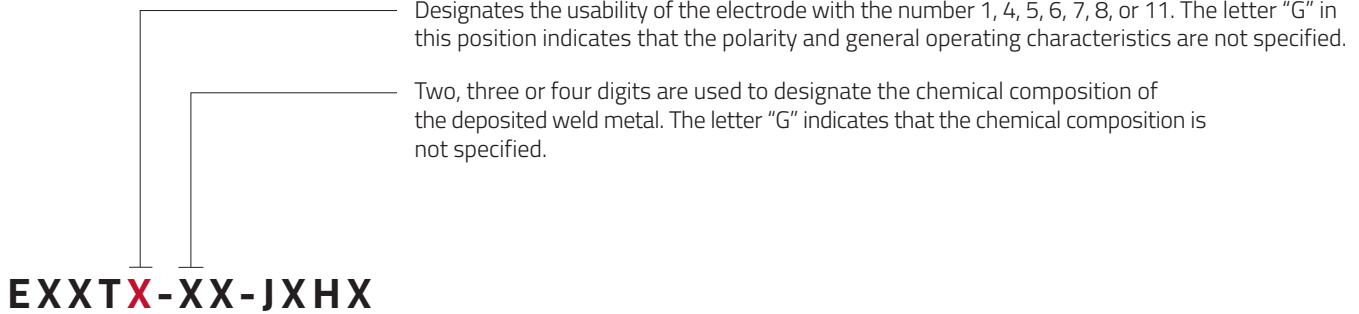 Designates the usability of the electrode with the number 1, 4, 5, 6, 7, 8, or 11. The letter “G” in
this position indicates that the polarity and general operating characteristics are not specified.
Two, three or four digits are used to designate the chemical composition of
the deposited weld metal. The letter “G” indicates that the chemical composition is
not specified.
EXXTX-XX-JXHX